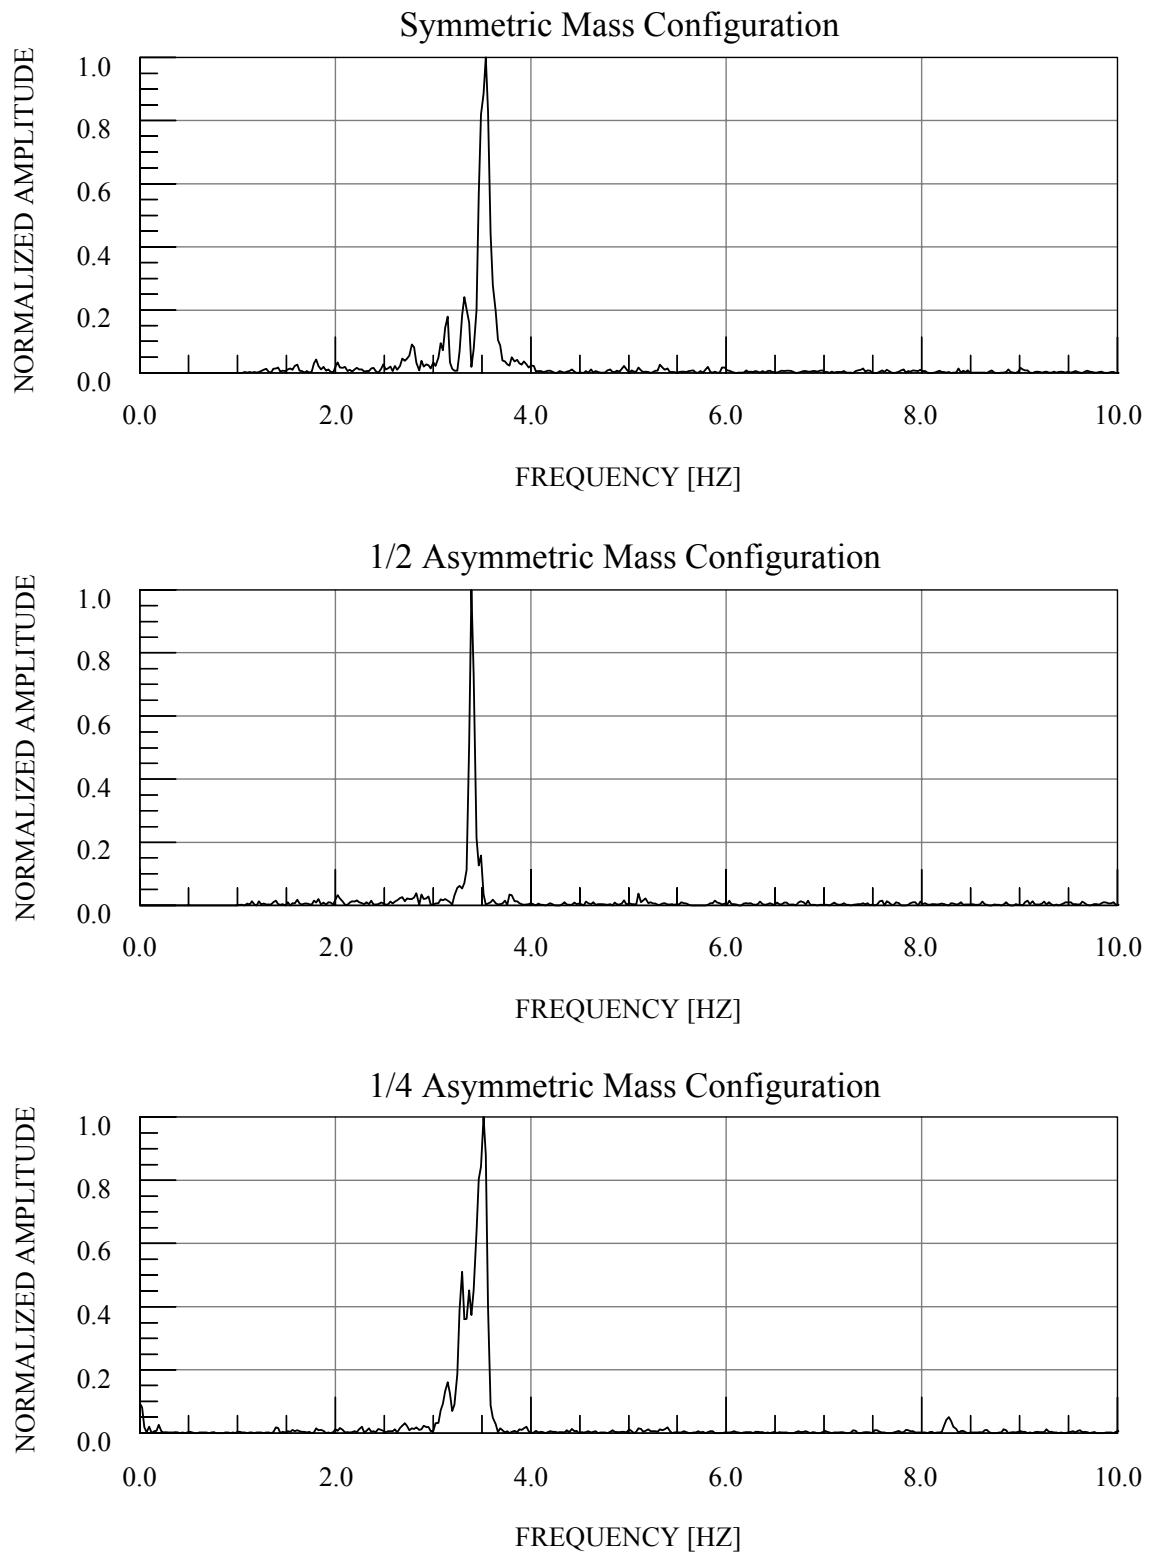 Symmetric Mass Configuration
NORMALIZED AMPLITUDE
1.0
0.8
0.6
0.4
0.2
0.0
0.0 2.0 4.0 6.0 8.0 10.0
FREQUENCY [HZ]
1/2 Asymmetric Mass Configuration
NORMALIZED AMPLITUDE
1.0
0.8
0.6
0.4
0.2
0.0
0.0 2.0 4.0 6.0 8.0 10.0
FREQUENCY [HZ]
1/4 Asymmetric Mass Configuration
NORMALIZED AMPLITUDE
1.0
0.8
0.6
0.4
0.2
0.0
0.0 2.0 4.0 6.0 8.0 10.0
FREQUENCY [HZ]